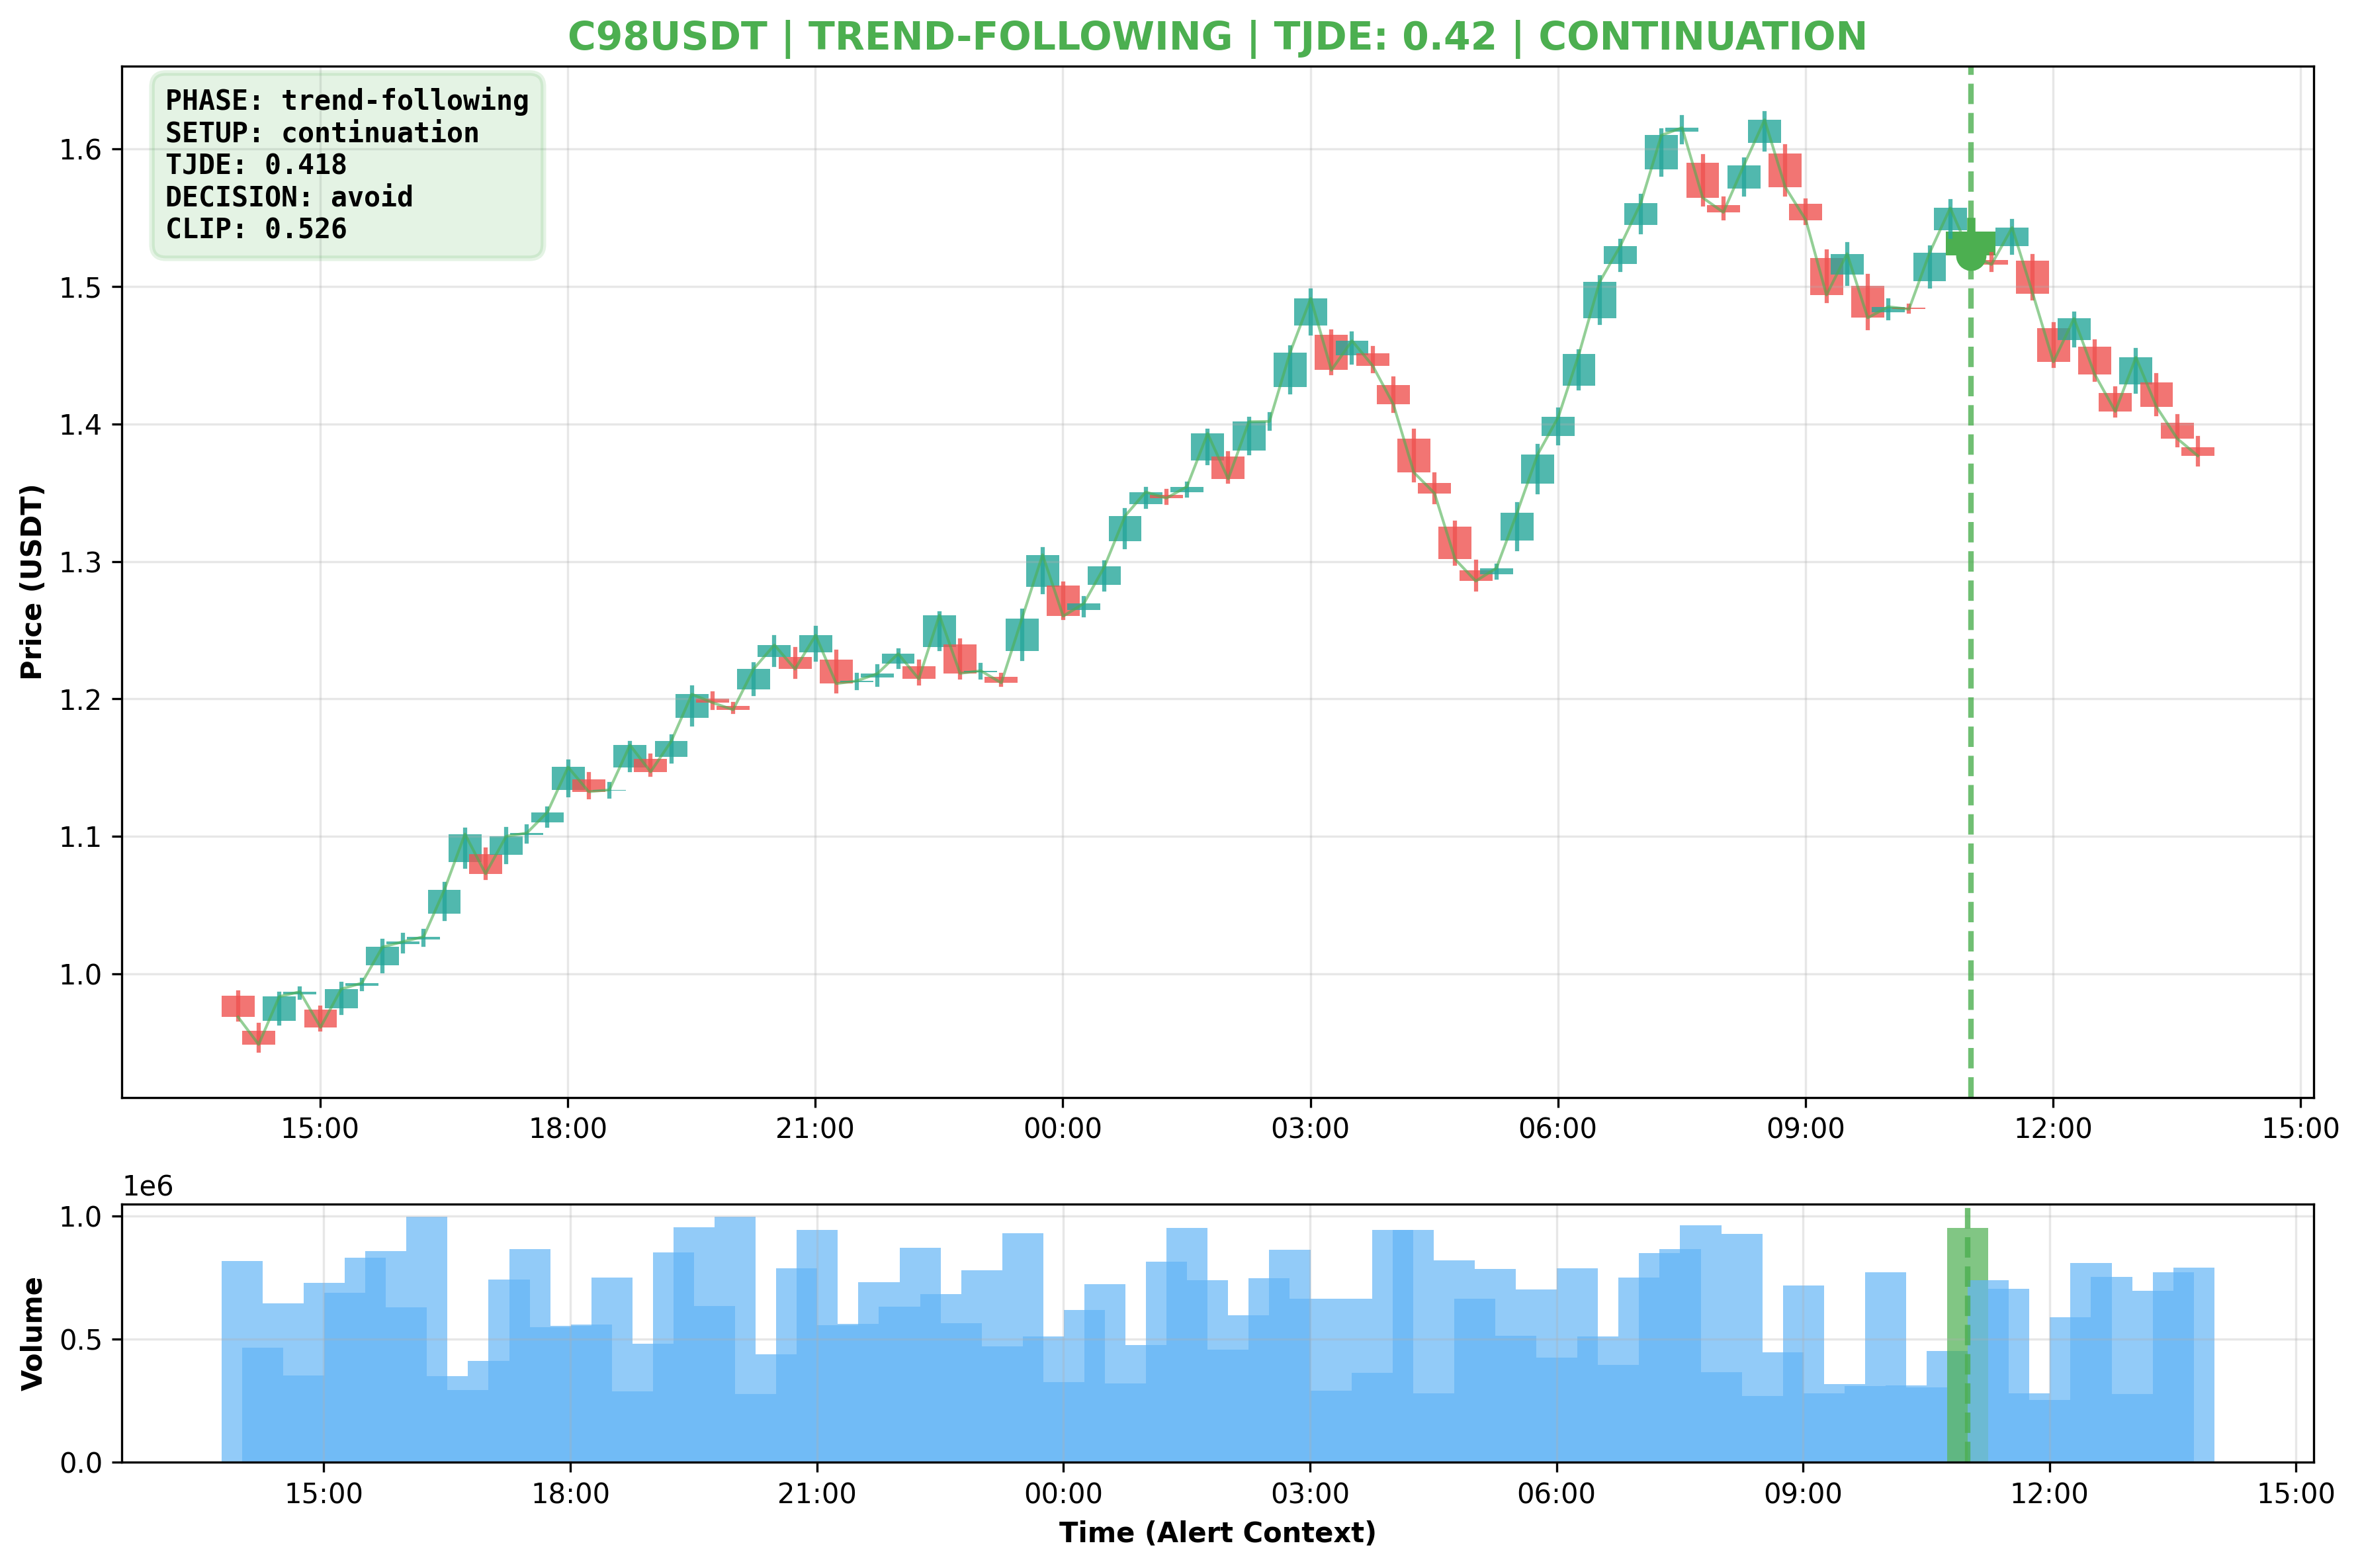 C98USDT | TREND-FOLLOWING | TJDE: 0.42 | CONTINUATION
PHASE: trend-following
SETUP: continuation
TJDE: 0.418
DECISION: avoid
CLIP: 0.526
Price (USDT)
1.6
1.5
1.4
1.3
1.2
1.1
1.0
15:00
18:00
21:00
00:00
03:00
06:00
09:00
12:00
15:00
1e6
Volume
1.0
0.5
0.0
15:00
18:00
21:00
00:00
03:00
06:00
09:00
12:00
15:00
Time (Alert Context)